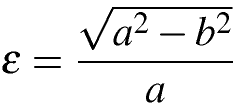 ε = √(a² − b²) / a